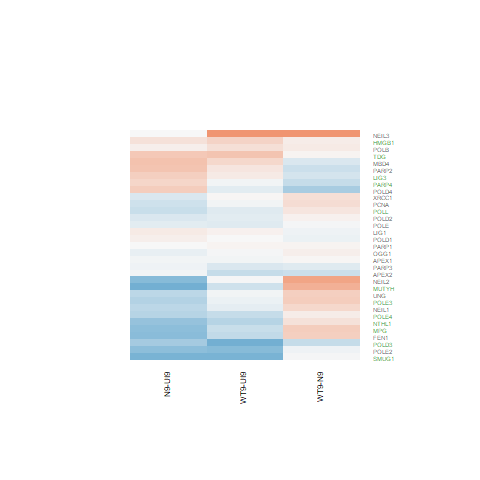 NEIL3
HMGB1
POLB
TDG
MBD4
PARP2
LIG3
PARP4
POLD4
XRCC1
PCNA
POLL
POLD2
POLE
LIG1
POLD1
PARP1
OGG1
APEX1
PARP3
APEX2
NEIL2
MUTYH
UNG
POLE3
NEIL1
POLE4
NTHL1
MPG
FEN1
POLD3
POLE2
SMUG1
N9-U9
WT9-U9
WT9-N9